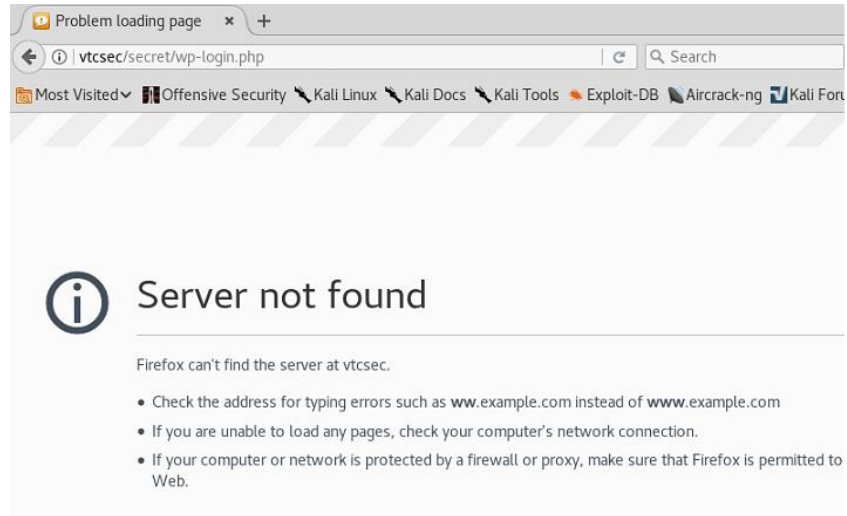 Problem loading page
vtcsec/secret/wp-login.php
Search
Most Visited Offensive Security Kali Linux Kali Docs Kali Tools Exploit-DB Aircrack-ng Kali Foru
Server not found
Firefox can't find the server at vtcsec.
• Check the address for typing errors such as ww.example.com instead of www.example.com
• If you are unable to load any pages, check your computer's network connection.
• If your computer or network is protected by a firewall or proxy, make sure that Firefox is permitted to
Web.